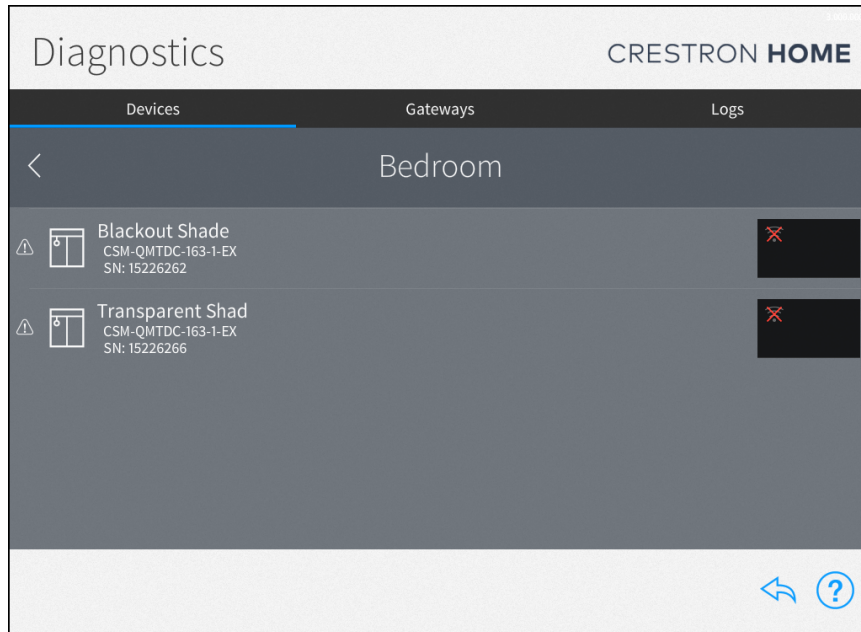 Diagnostics
CRESTRON HOME
Devices
Gateways
Logs
Bedroom
Blackout Shade
CSM-QMTDC-163-1-EX
SN: 15226262
Transparent Shad
CSM-QMTDC-163-1-EX
SN: 15226266
?